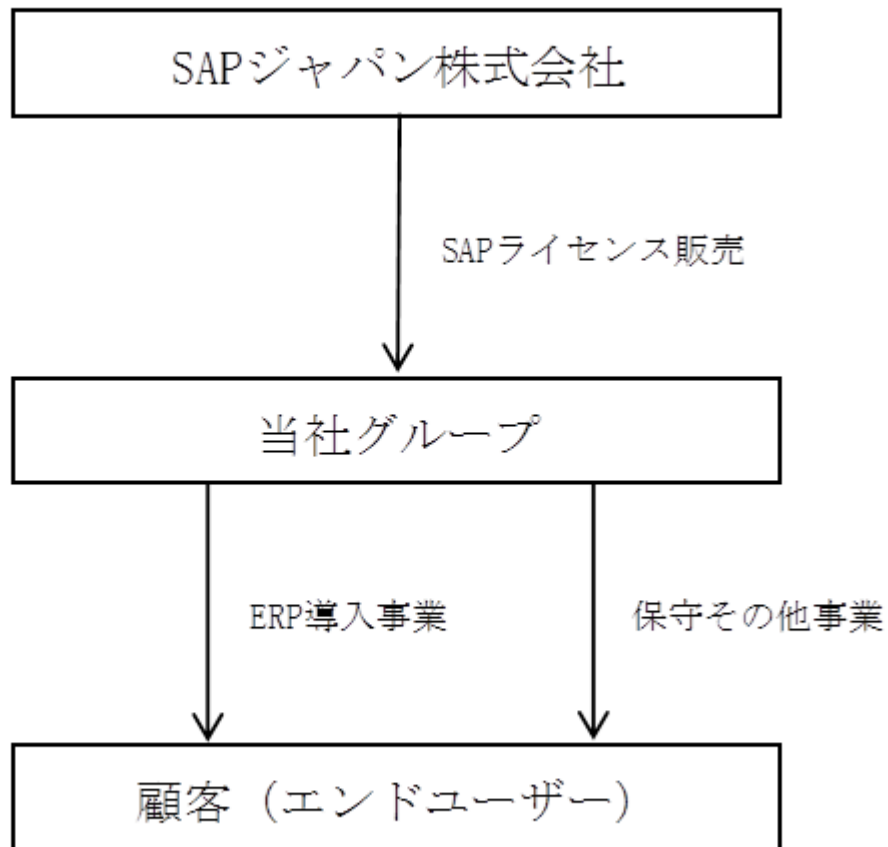 SAPジャパン株式会社
SAPライセンス販売
当社グループ
ERP導入事業
保守その他事業
顧客（エンドユーザー）